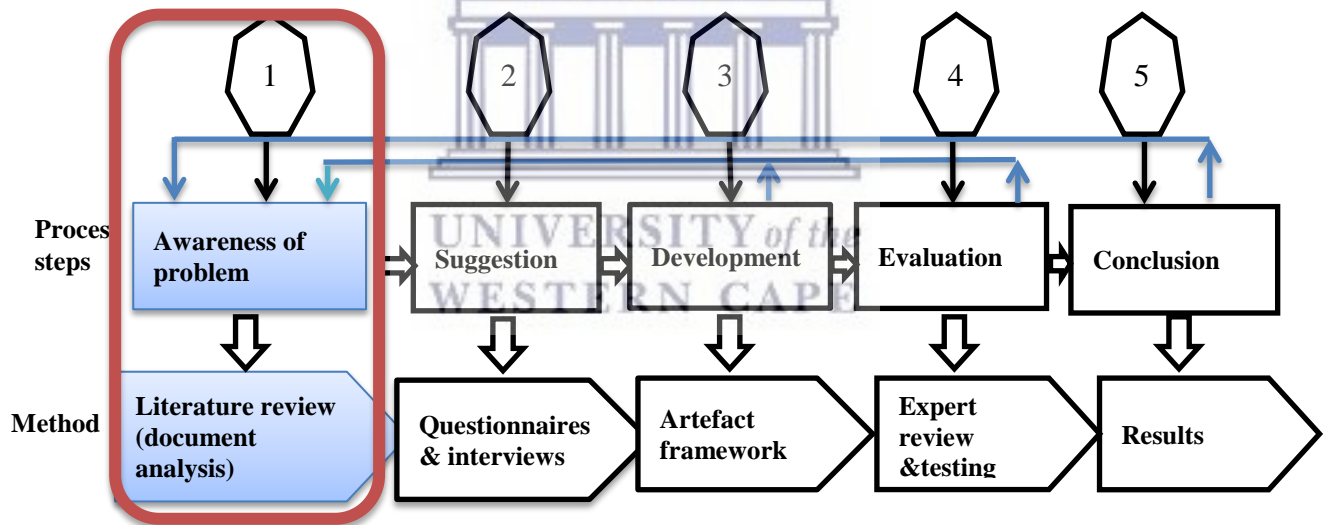 1
2
3
4
5
Proces
steps
Awareness of
problem
Suggestion
Development
Evaluation
Conclusion
UNIVERSITY of the
WESTERN CAPE
Method
Literature review
(document
analysis)
Questionnaires
& interviews
Artefact
framework
Expert
review
&testing
Results